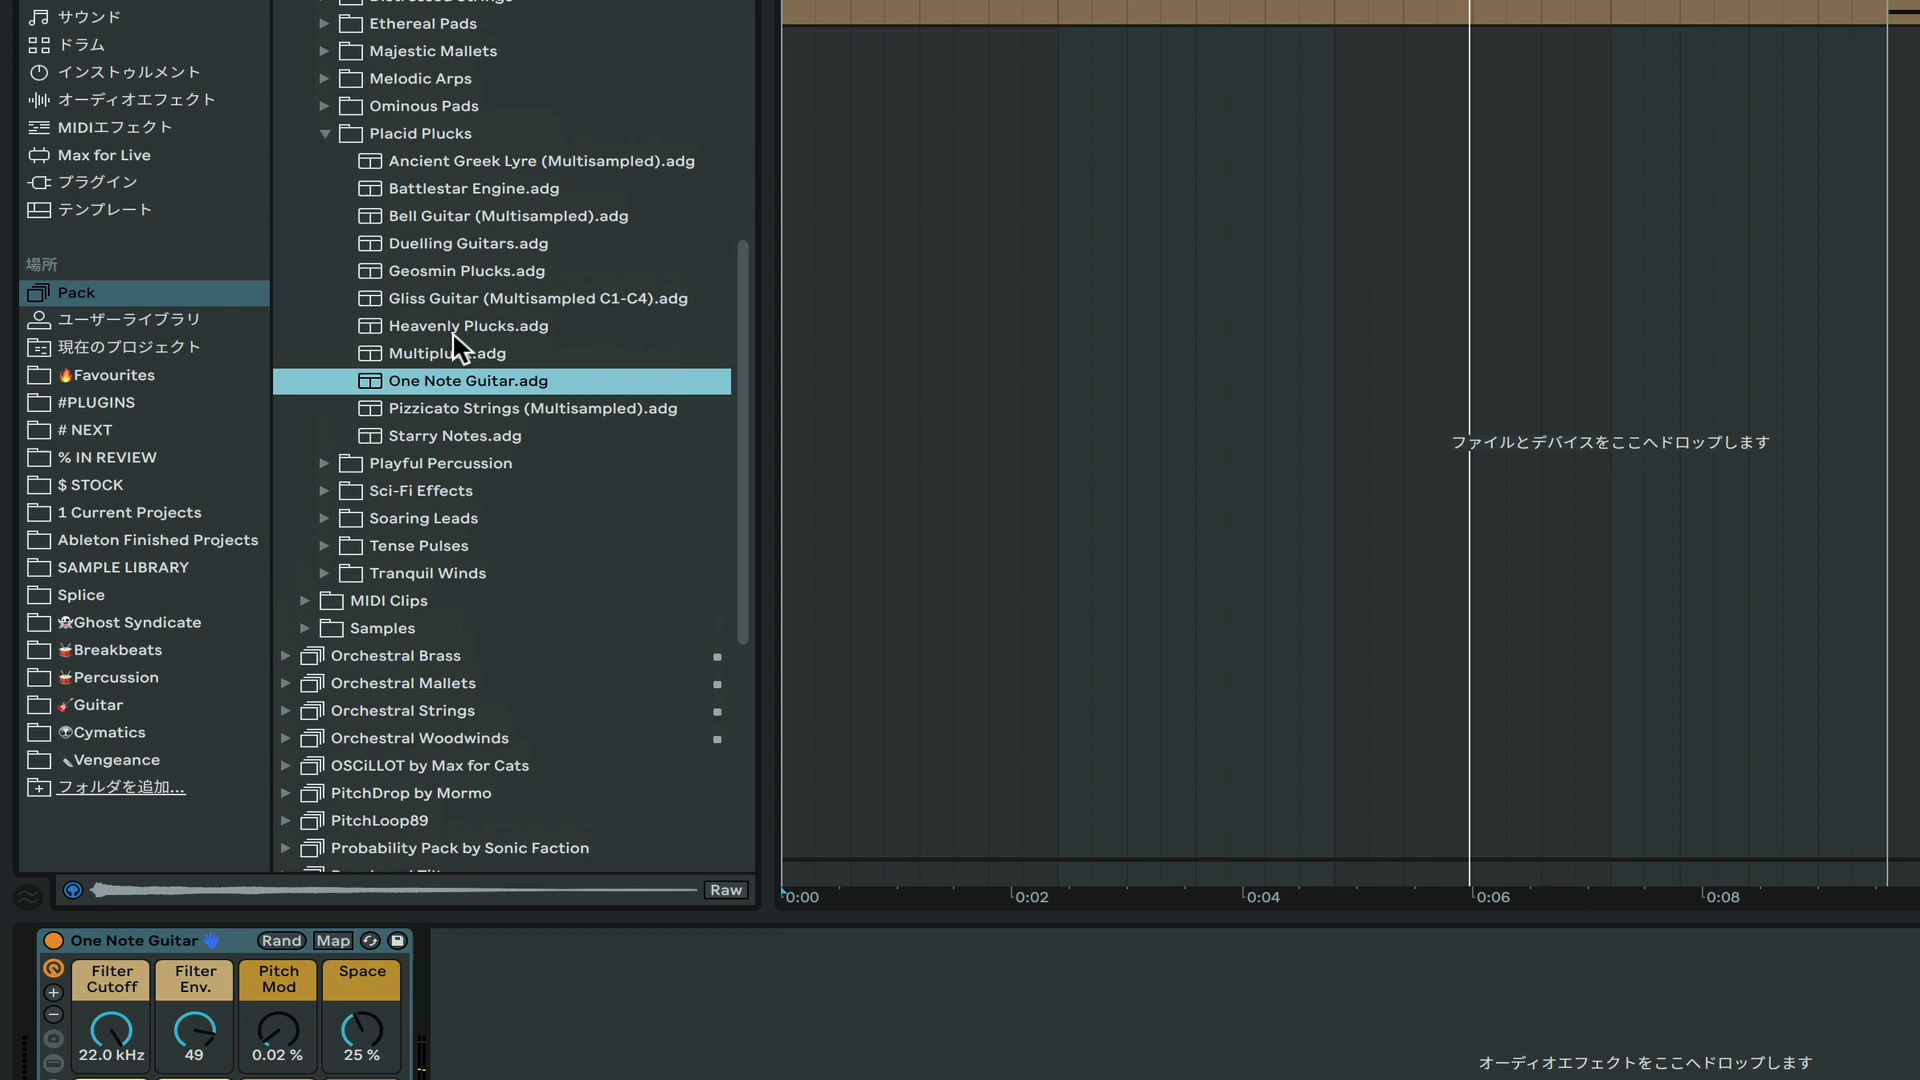 サウンド
ドラム
インストゥルメント
オーディオエフェクト
MIDIエフェクト
Max for Live
プラグイン
テンプレート
場所
Pack
ユーザーライブラリ
現在のプロジェクト
🔥Favourites
#PLUGINS
# NEXT
% IN REVIEW
$ STOCK
1 Current Projects
Ableton Finished Projects
SAMPLE LIBRARY
Splice
👻Ghost Syndicate
🥁Breakbeats
🥁Percussion
🎸Guitar
👽Cymatics
🔪Vengeance
フォルダを追加...
Ethereal Pads
Majestic Mallets
Melodic Arps
Ominous Pads
Placid Plucks
Ancient Greek Lyre (Multisampled).adg
Battlestar Engine.adg
Bell Guitar (Multisampled).adg
Duelling Guitars.adg
Geosmin Plucks.adg
Gliss Guitar (Multisampled C1-C4).adg
Heavenly Plucks.adg
One Note Guitar.adg
Pizzicato Strings (Multisampled).adg
Starry Notes.adg
Playful Percussion
Sci-Fi Effects
Soaring Leads
Tense Pulses
Tranquil Winds
MIDI Clips
Samples
Orchestral Brass
Orchestral Mallets
Orchestral Strings
Orchestral Woodwinds
OSCiLLOT by Max for Cats
PitchDrop by Mormo
PitchLoop89
Probability Pack by Sonic Faction
Raw
ファイルとデバイスをここへドロップします
0:00 0:02 0:04 0:06 0:08
One Note Guitar Rand Map
Filter Cutoff
Filter Env.
Pitch Mod
Space
22.0 kHz 49 0.02 % 25 %
オーディオエフェクトをここへドロップします